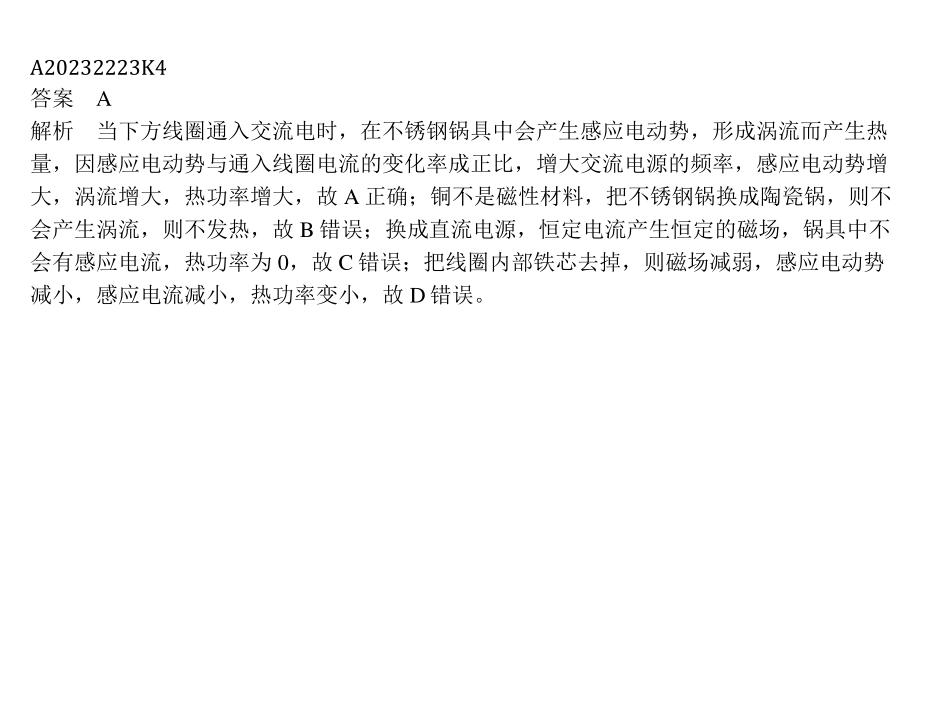 A20232223K4
答案　A
解析　当下方线圈通入交流电时，在不锈钢锅具中会产生感应电动势，形成涡流而产生热
量，因感应电动势与通入线圈电流的变化率成正比，增大交流电源的频率，感应电动势增
大，涡流增大，热功率增大，故 A 正确；铜不是磁性材料，把不锈钢锅换成陶瓷锅，则不
会产生涡流，则不发热，故 B 错误；换成直流电源，恒定电流产生恒定的磁场，锅具中不
会有感应电流，热功率为 0，故 C 错误；把线圈内部铁芯去掉，则磁场减弱，感应电动势
减小，感应电流减小，热功率变小，故 D 错误。